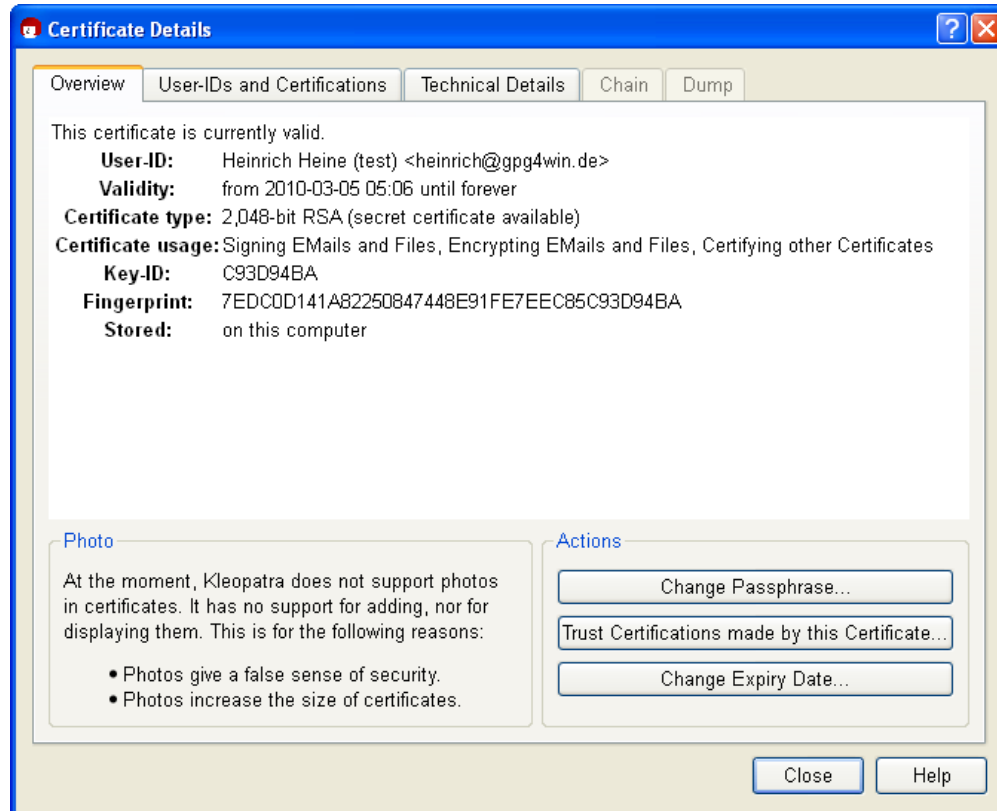 Certificate Details
Overview User-IDs and Certifications Technical Details Chain Dump
This certificate is currently valid.
User-ID: Heinrich Heine (test) <heinrich@gpg4win.de>
Validity: from 2010-03-05 05:06 until forever
Certificate type: 2,048-bit RSA (secret certificate available)
Certificate usage: Signing EMails and Files, Encrypting EMails and Files, Certifying other Certificates
Key-ID: C93D94BA
Fingerprint: 7EDC0D141A82250847448E91FE7EEC85C93D94BA
Stored: on this computer
Photo
At the moment, Kleopatra does not support photos
in certificates. It has no support for adding, nor for
displaying them. This is for the following reasons:
• Photos give a false sense of security.
• Photos increase the size of certificates.
Actions
Change Passphrase...
Trust Certifications made by this Certificate...
Change Expiry Date...
Close Help